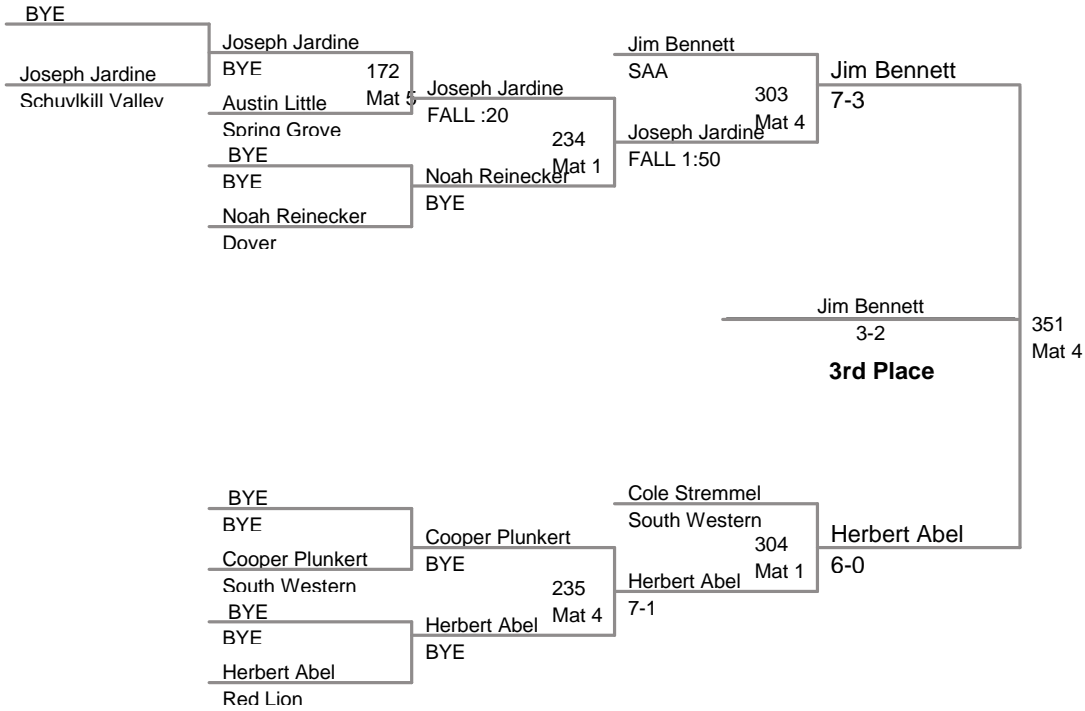 BYE
Joseph Jardine
Schuylkill Valley
Joseph Jardine
BYE
172
Mat 5
Austin Little
Spring Grove
BYE
BYE
Noah Reinecker
Dover
Joseph Jardine
FALL :20
234
Mat 1
Noah Reinecker
BYE
Jim Bennett
SAA
303
Mat 4
Joseph Jardine
FALL 1:50
Jim Bennett
7-3
Jim Bennett
3-2
3rd Place
351
Mat 4
BYE
BYE
Cooper Plunkert
South Western
BYE
BYE
Herbert Abel
Red Lion
Cooper Plunkert
BYE
235
Mat 4
Herbert Abel
BYE
Cole Stremmel
South Western
304
Mat 1
Herbert Abel
7-1
Herbert Abel
6-0